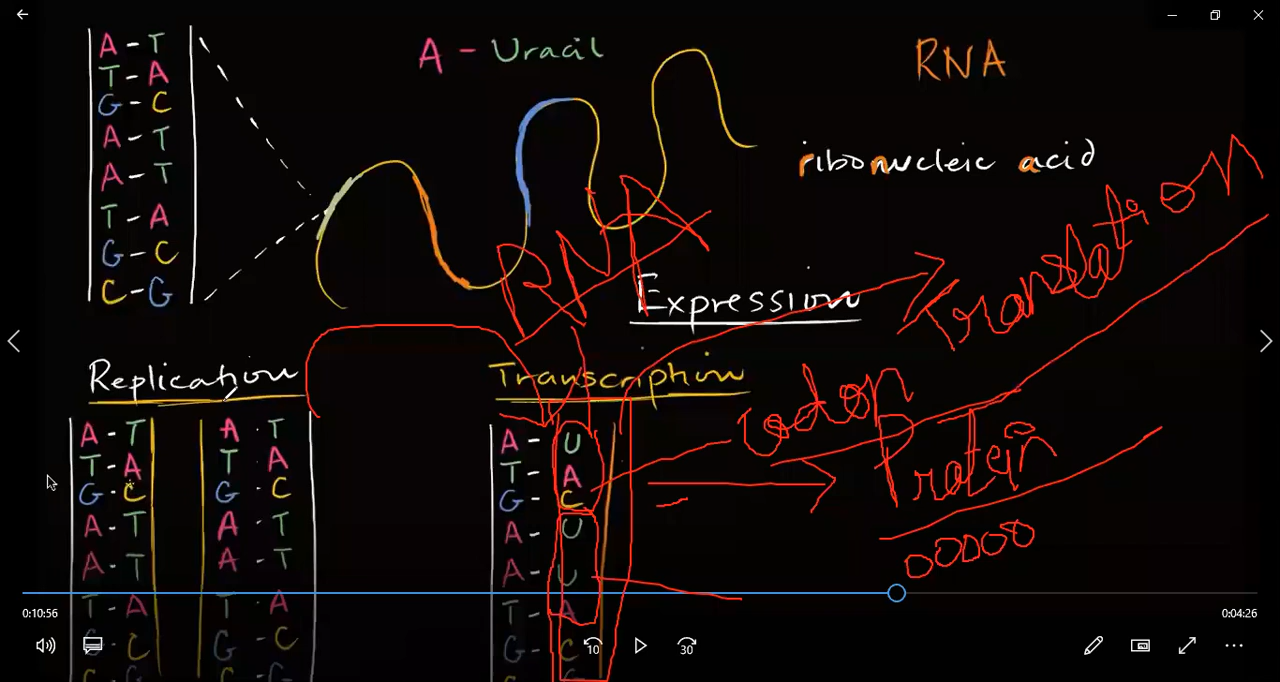 A - T
T - A
G - C
A - T
A - T
T - A
G - C
C - G
A - Uracil
RNA
ribonucleic acid
RNA
Expression
Translation
Replication
A - T A · T
T - A T · A
G · C G · C
A - T A · T
A - T A · T
T - A T · A
G - C G · C
C - G C · G
Transcription
A - U
T - A
G - C
A - U
A - U
T - A
G - C
G
Codon
Protein
0:10:56
0:04:26
10
30